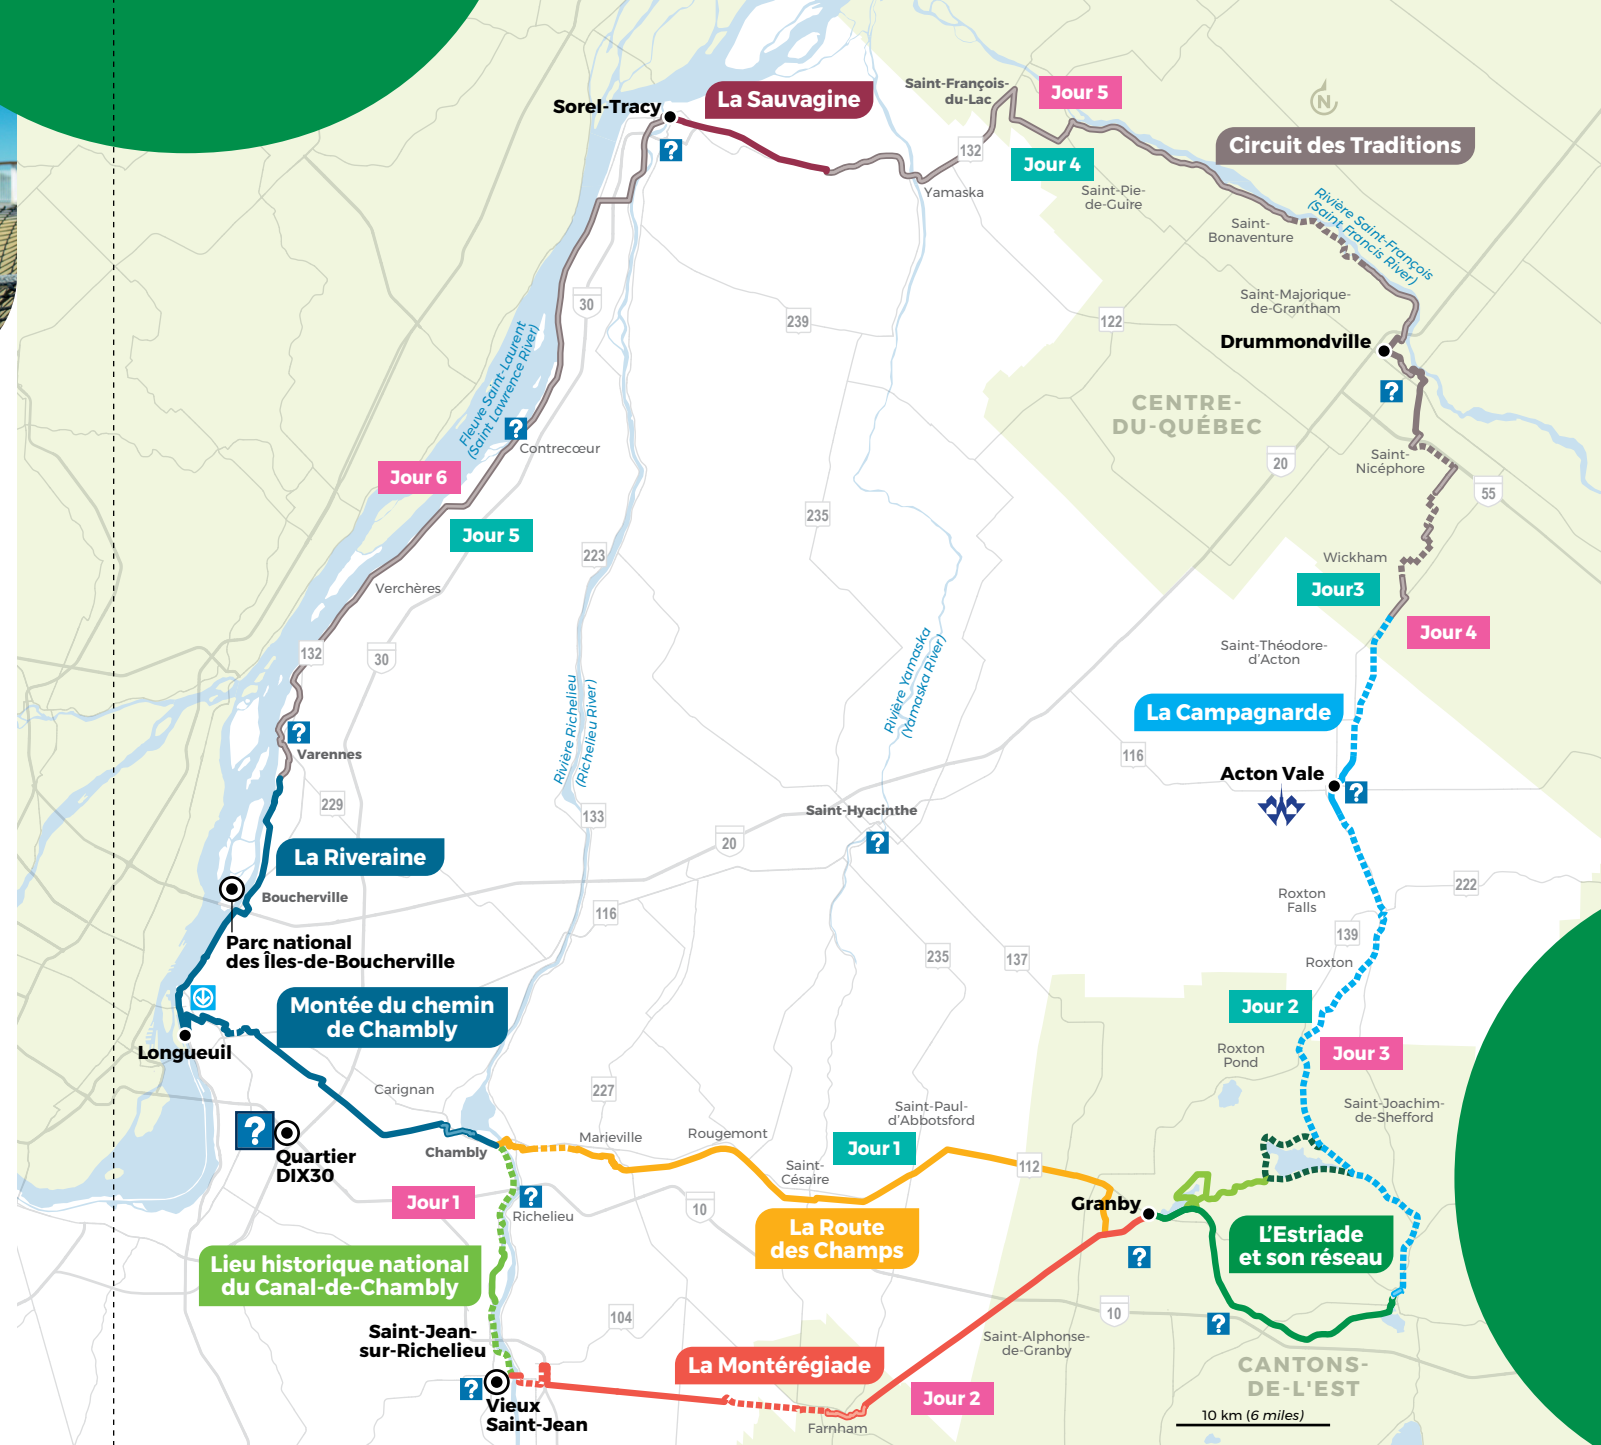 Saint-François-
du-Lac
Jour 5
La Sauvagine
Sorel-Tracy
?
N
132
Jour 4
Circuit des Traditions
Yamaska
Saint-Pie-
de-Guire
Saint-
Bonaventure
Rivière Saint-François
(Saint Francis River)
30
239
122
Saint-Majorique-
de-Grantham
Drummondville
?
Fleuve Saint-Laurent
(Saint Lawrence River)
CENTRE-
DU-QUÉBEC
?
Contrecœur
20
Saint-
Nicéphore
55
Jour 6
Jour 5
235
223
Wickham
Verchères
Jour3
Jour 4
132
30
Saint-Théodore-
d'Acton
Rivière Richelieu
(Richelieu River)
Rivière Yamaska
(Yamaska River)
La Campagnarde
?
Varennes
116
Acton Vale
?
229
133
Saint-Hyacinthe
?
20
La Riveraine
Boucherville
222
Roxton
Falls
116
139
Parc national
des Îles-de-Boucherville
235
137
Roxton
Montée du chemin
de Chambly
Jour 2
Longueuil
Roxton
Pond
Jour 3
Carignan
227
Saint-Paul-
d'Abbotsford
Saint-Joachim-
de-Shefford
?
Quartier
DIX30
Chambly
Marieville
Rougemont
Jour 1
Saint-
Césaire
112
Jour 1
?
Richelieu
10
Granby
La Route
des Champs
L'Estriade
et son réseau
?
Lieu historique national
du Canal-de-Chambly
104
10
?
Saint-Jean-
sur-Richelieu
Saint-Alphonse-
de-Granby
La Montérégiade
CANTONS-
DE-L'EST
?
Vieux
Saint-Jean
Jour 2
Farnham
10 km (6 miles)